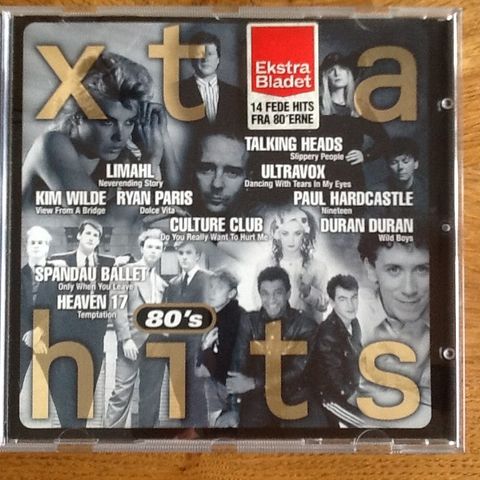 xtra
Ekstra
Bladet
14 FEDE HITS
FRA 80´ERNE
TALKING HEADS
Slippery People
LIMAHL
Neverending Story
ULTRAVOX
Dancing With Tears In My Eyes
KIM WILDE
View From A Bridge
RYAN PARIS
Dolce Vita
PAUL HARDCASTLE
Nineteen
CULTURE CLUB
Do You Really Want To Hurt Me
DURAN DURAN
Wild Boys
SPANDAU BALLET
Only When You Leave
HEAVEN 17
Temptation
80's
hits